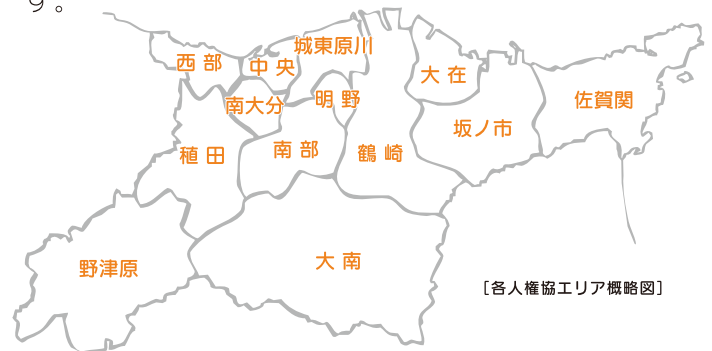 す。
城東原川
西部
中央
大在
明野
南大分
佐賀関
坂ノ市
稙田
南部
鶴崎
野津原
大南
［各人権協エリア概略図］